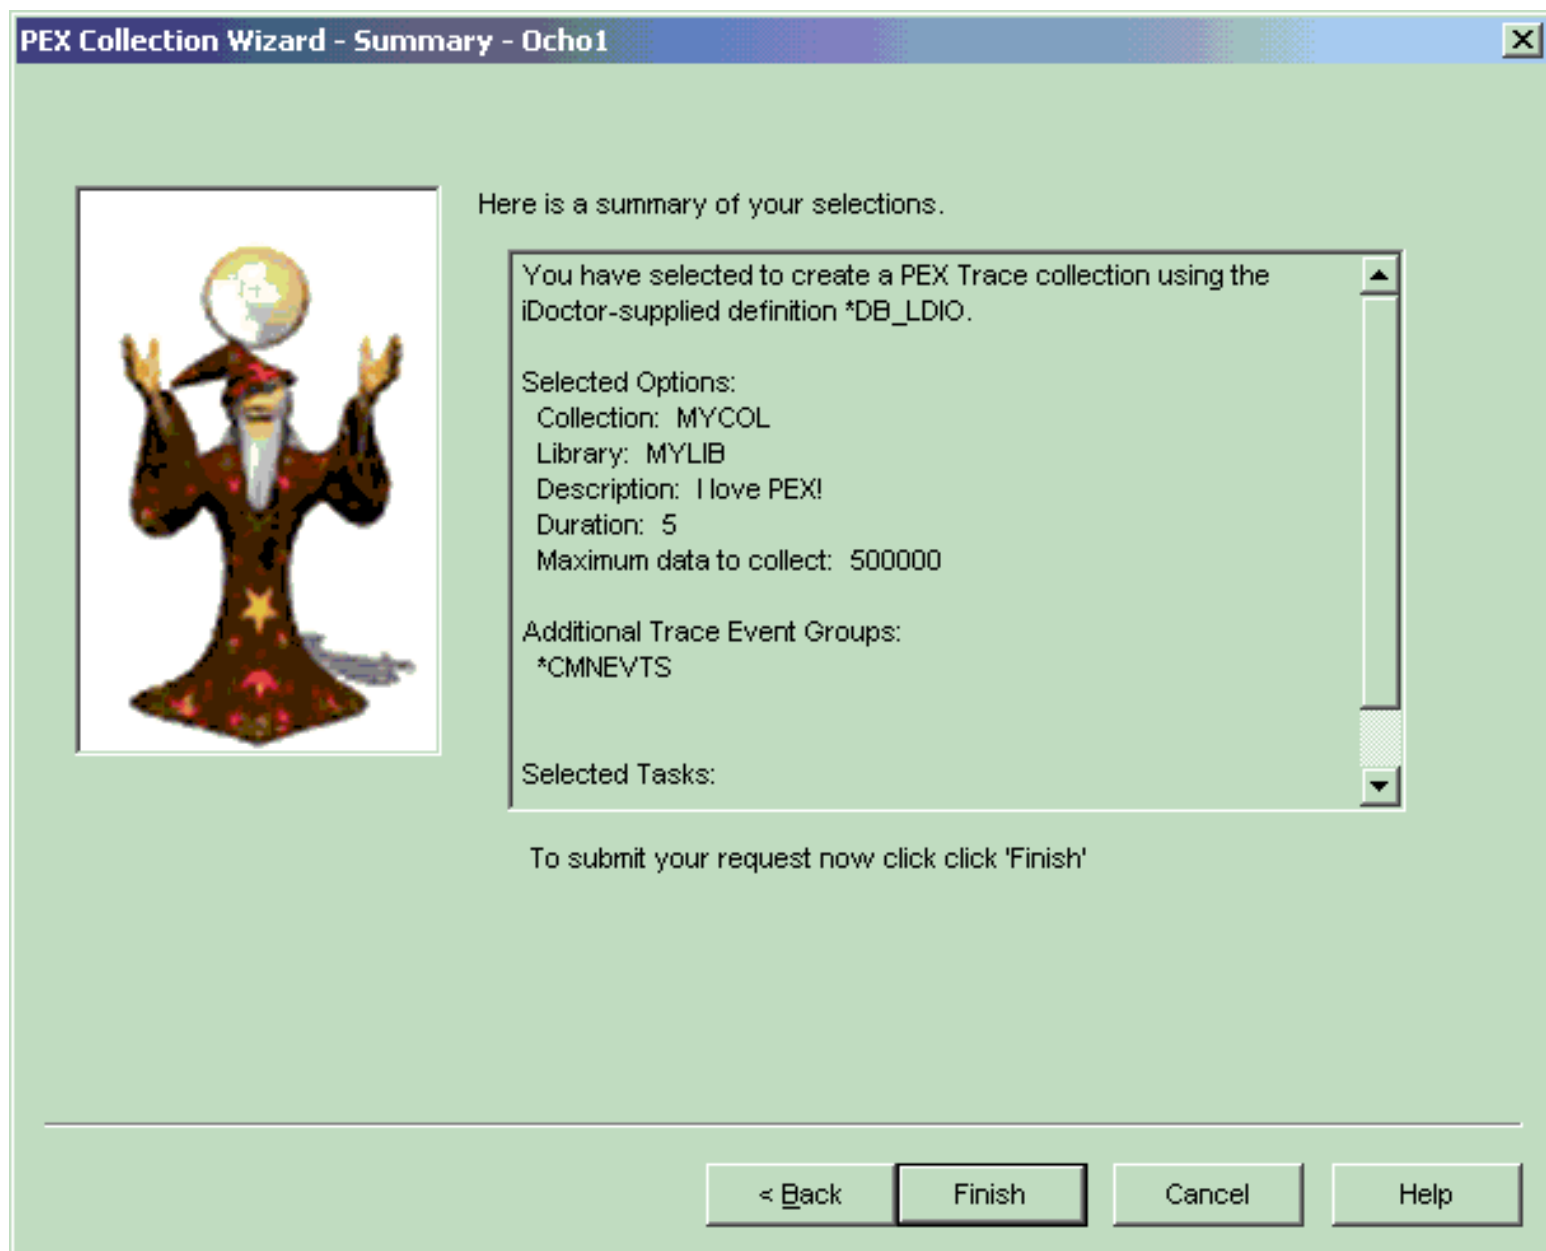 PEX Collection Wizard - Summary - Ocho1
Here is a summary of your selections.
You have selected to create a PEX Trace collection using the
iDoctor-supplied definition *DB_LDIO.
Selected Options:
Collection: MYCOL
Library: MYLIB
Description: I love PEX!
Duration: 5
Maximum data to collect: 500000
Additional Trace Event Groups:
*CMNEVTS
Selected Tasks:
To submit your request now click click 'Finish'
< Back
Finish
Cancel
Help